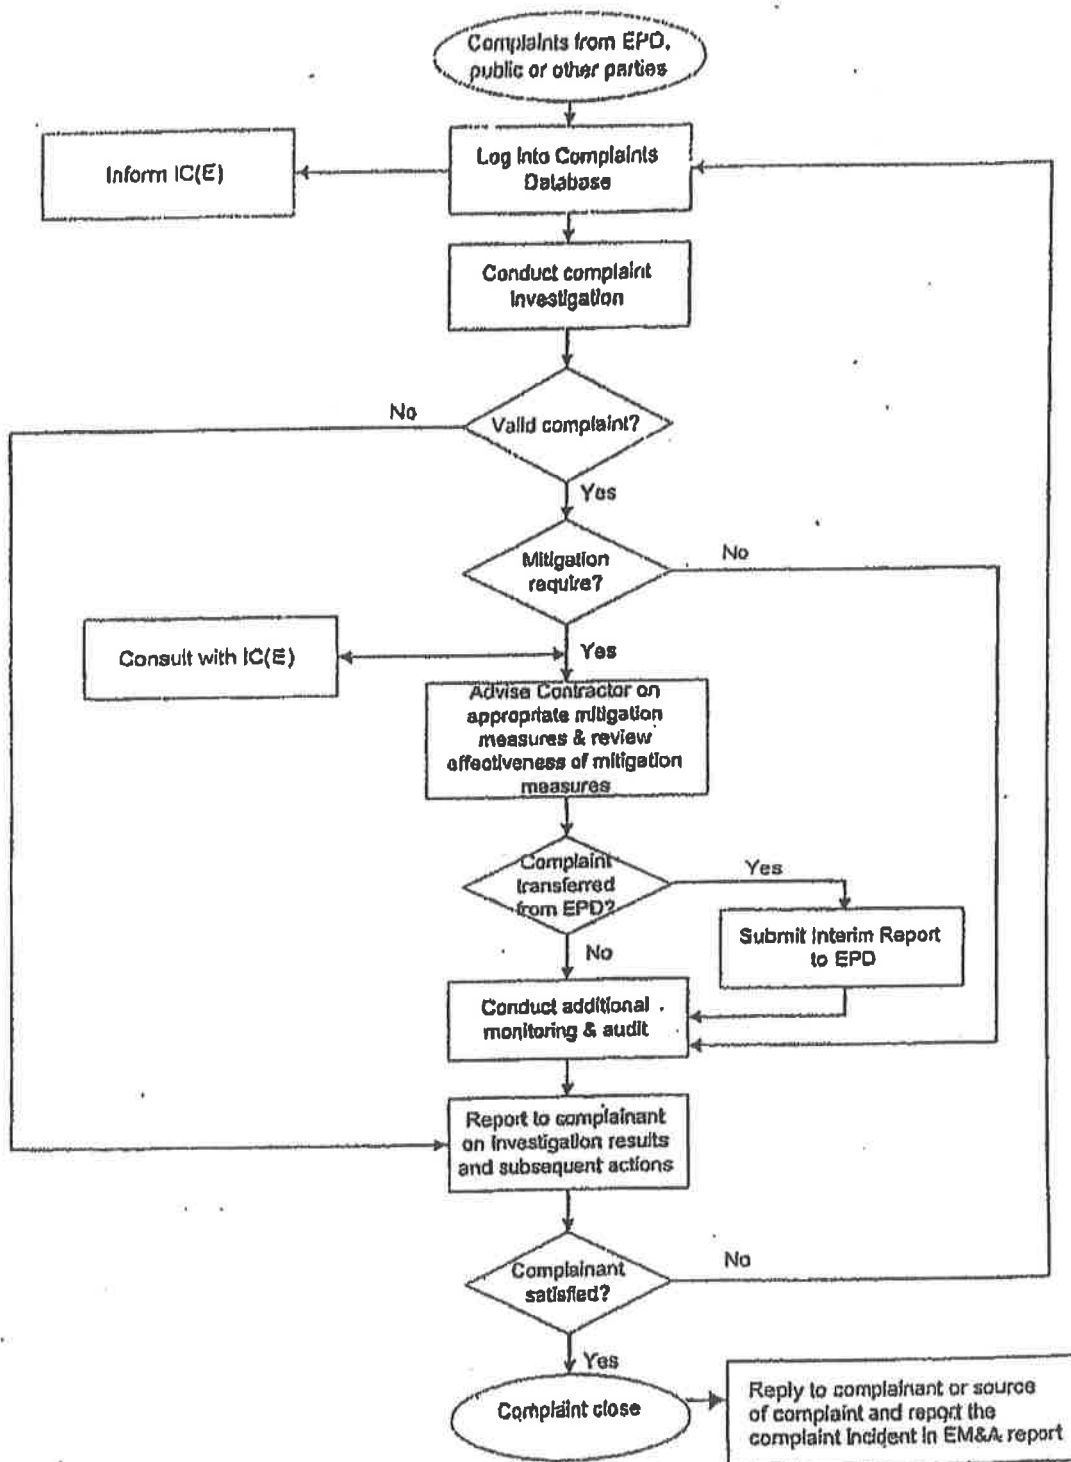 Complaints from EPD,
public or other parties
Log into Complaints
Database
Inform IC(E)
Conduct complaint
investigation
Valid complaint?
No
Yes
Mitigation
require?
No
Yes
Consult with IC(E)
Advise Contractor on
appropriate mitigation
measures & review
effectiveness of mitigation
measures
Complaint
transferred
from EPD?
Yes
No
Submit Interim Report
to EPD
Conduct additional
monitoring & audit
Report to complainant
on investigation results
and subsequent actions
Complainant
satisfied?
No
Yes
Complaint close
Reply to complainant or source
of complaint and report the
complaint incident in EM&A report